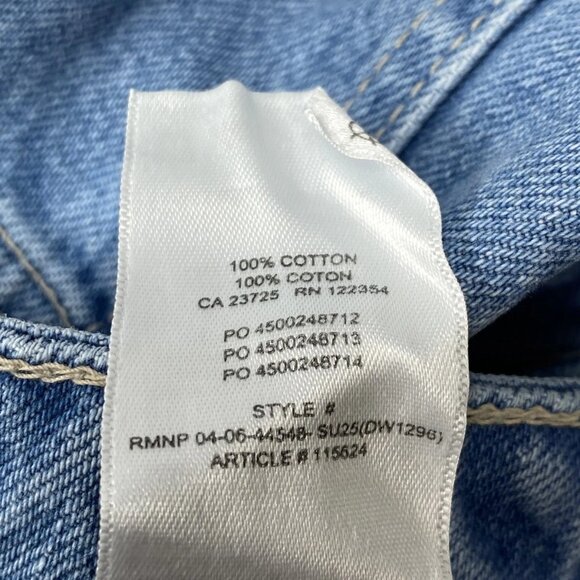 100% COTTON
100% COTON
CA 23725 RN 122354
PO 4500248712
PO 4500248713
PO 4500248714
STYLE #
RMNP 04-06-44548- SU25(DW1296)
ARTICLE # 115624